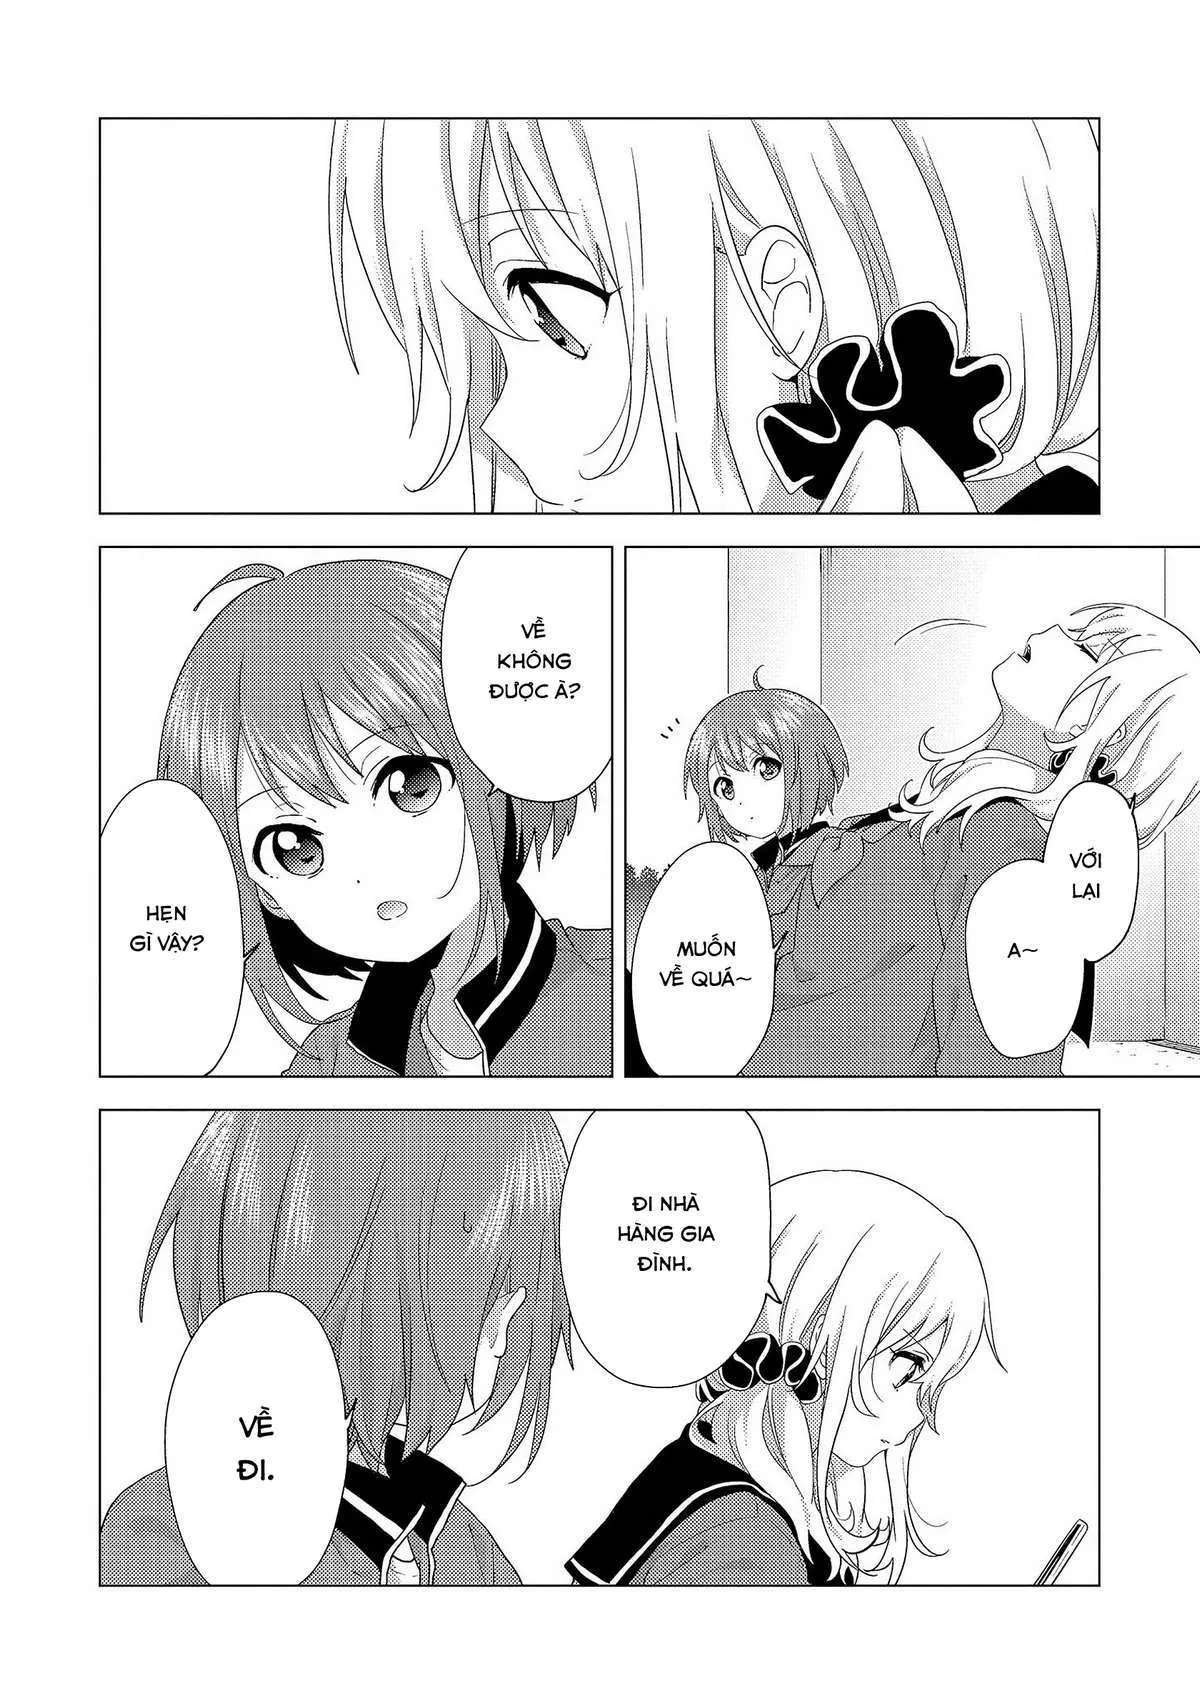 VỚI
LẠI
A~
MUỐN
VỀ QUÁ~
VỀ
KHÔNG
ĐƯỢC À?
HẸN
GÌ VẬY?
ĐI NHÀ
HÀNG GIA
ĐÌNH.
VỀ
ĐI.